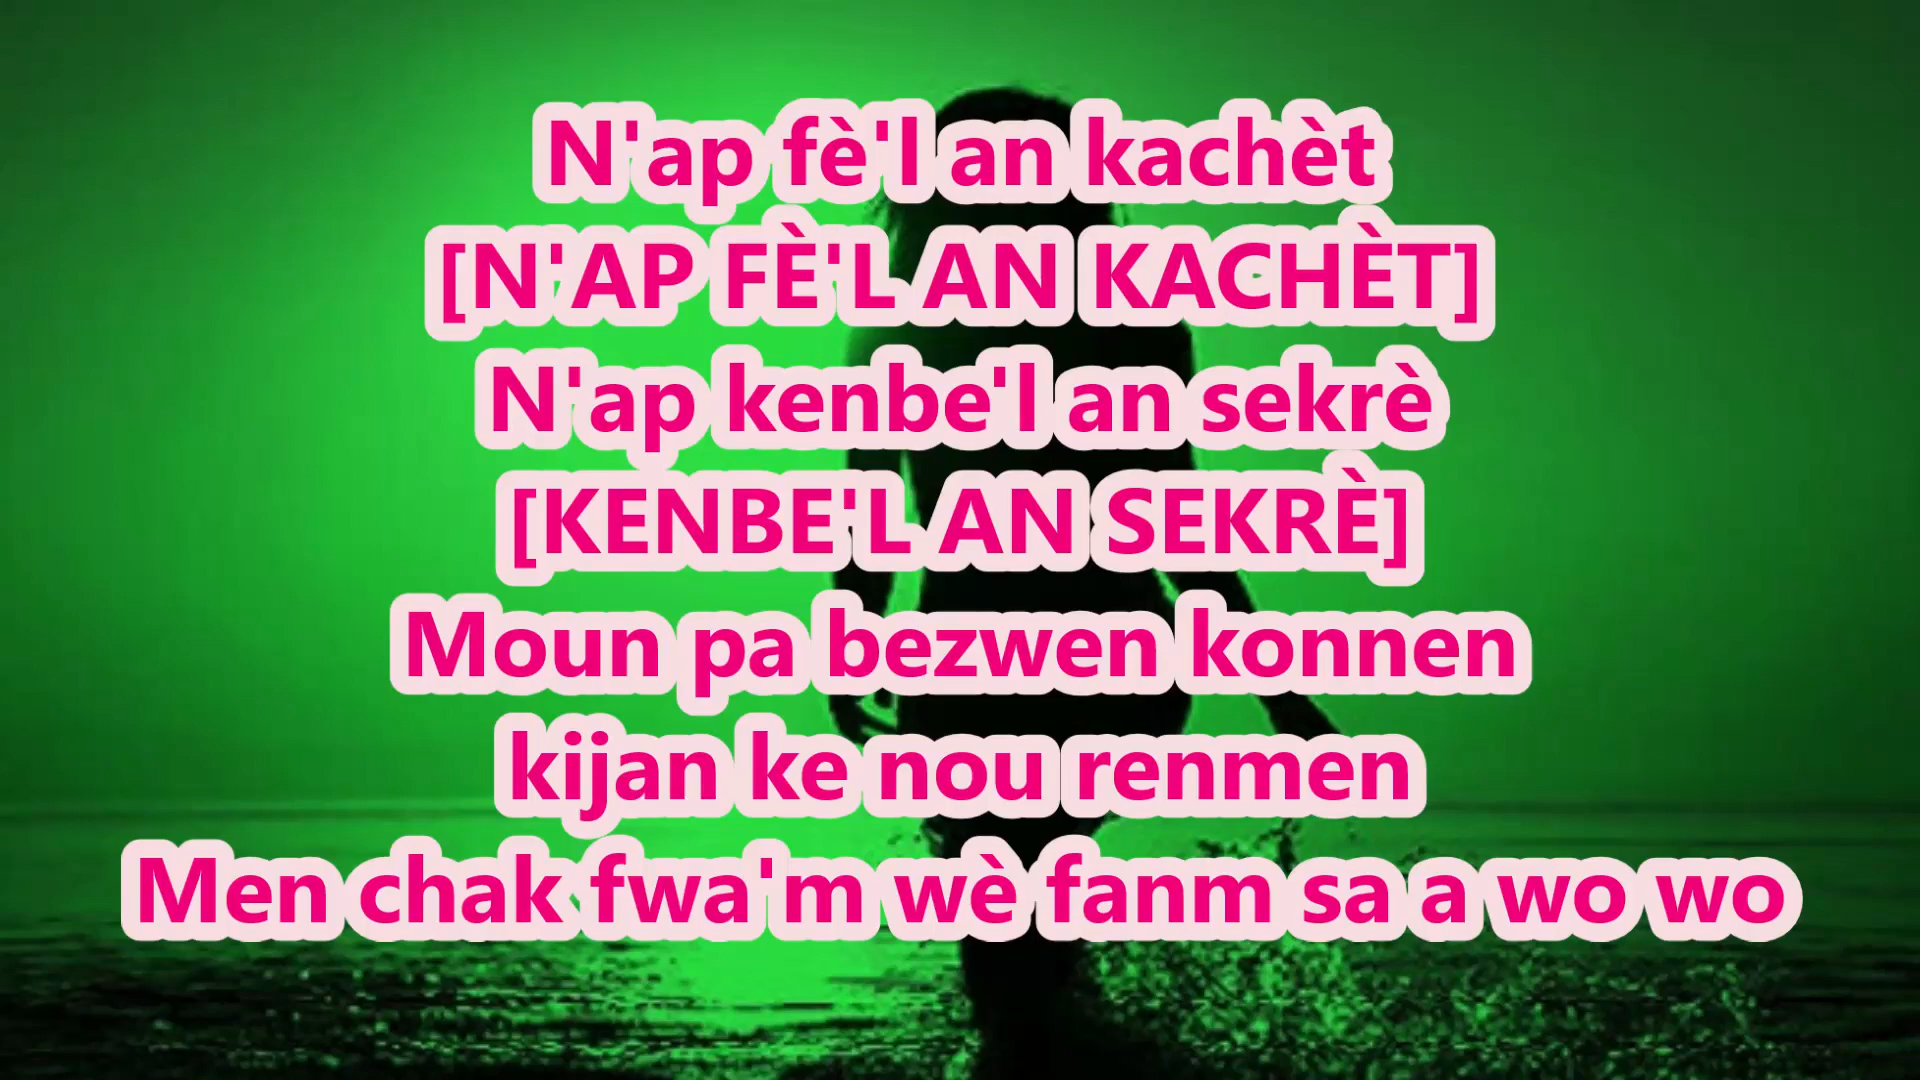 N'ap fè'l an kachèt
[N'AP FÈ'L AN KACHÈT]
N'ap kenbe'l an sekrè
[KENBE'L AN SEKRÈ]
Moun pa bezwen konnen
kijan ke nou renmen
Men chak fwa'm wè fanm sa a wo wo